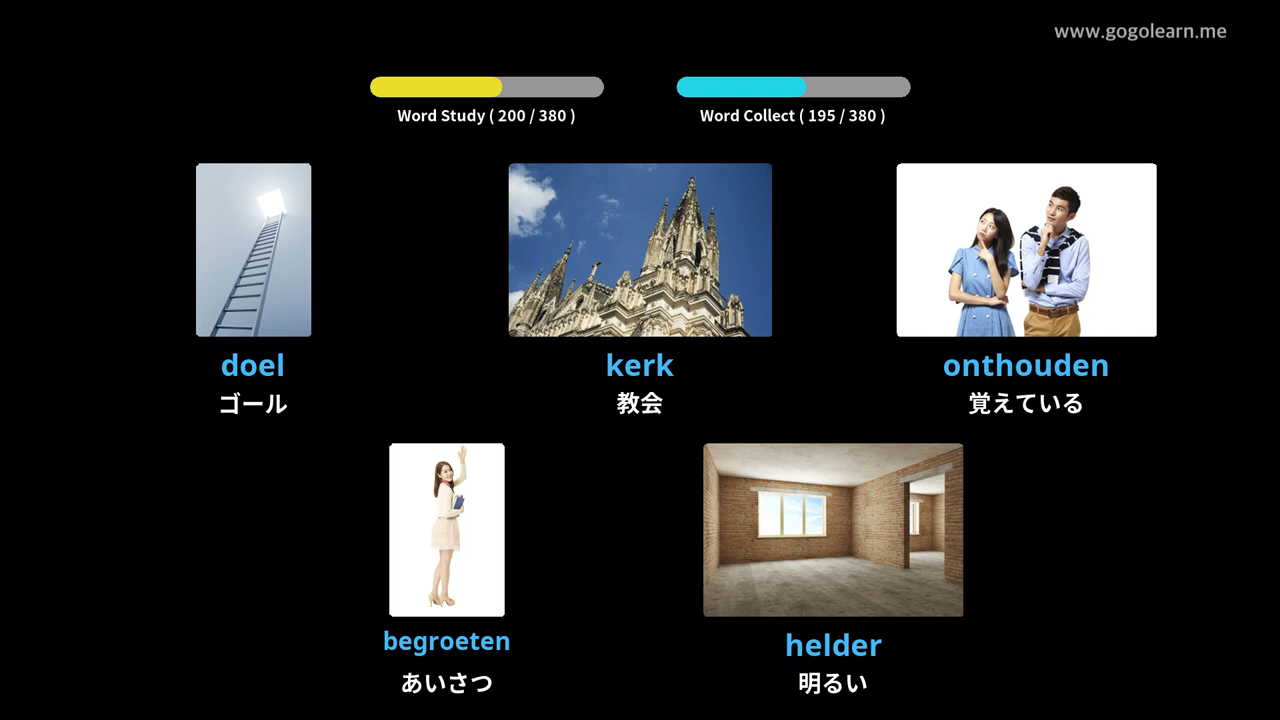 www.gogolearn.me
Word Study ( 200 / 380 )
Word Collect ( 195 / 380 )
doel
ゴール
kerk
教会
onthouden
覚えている
begroeten
あいさつ
helder
明るい